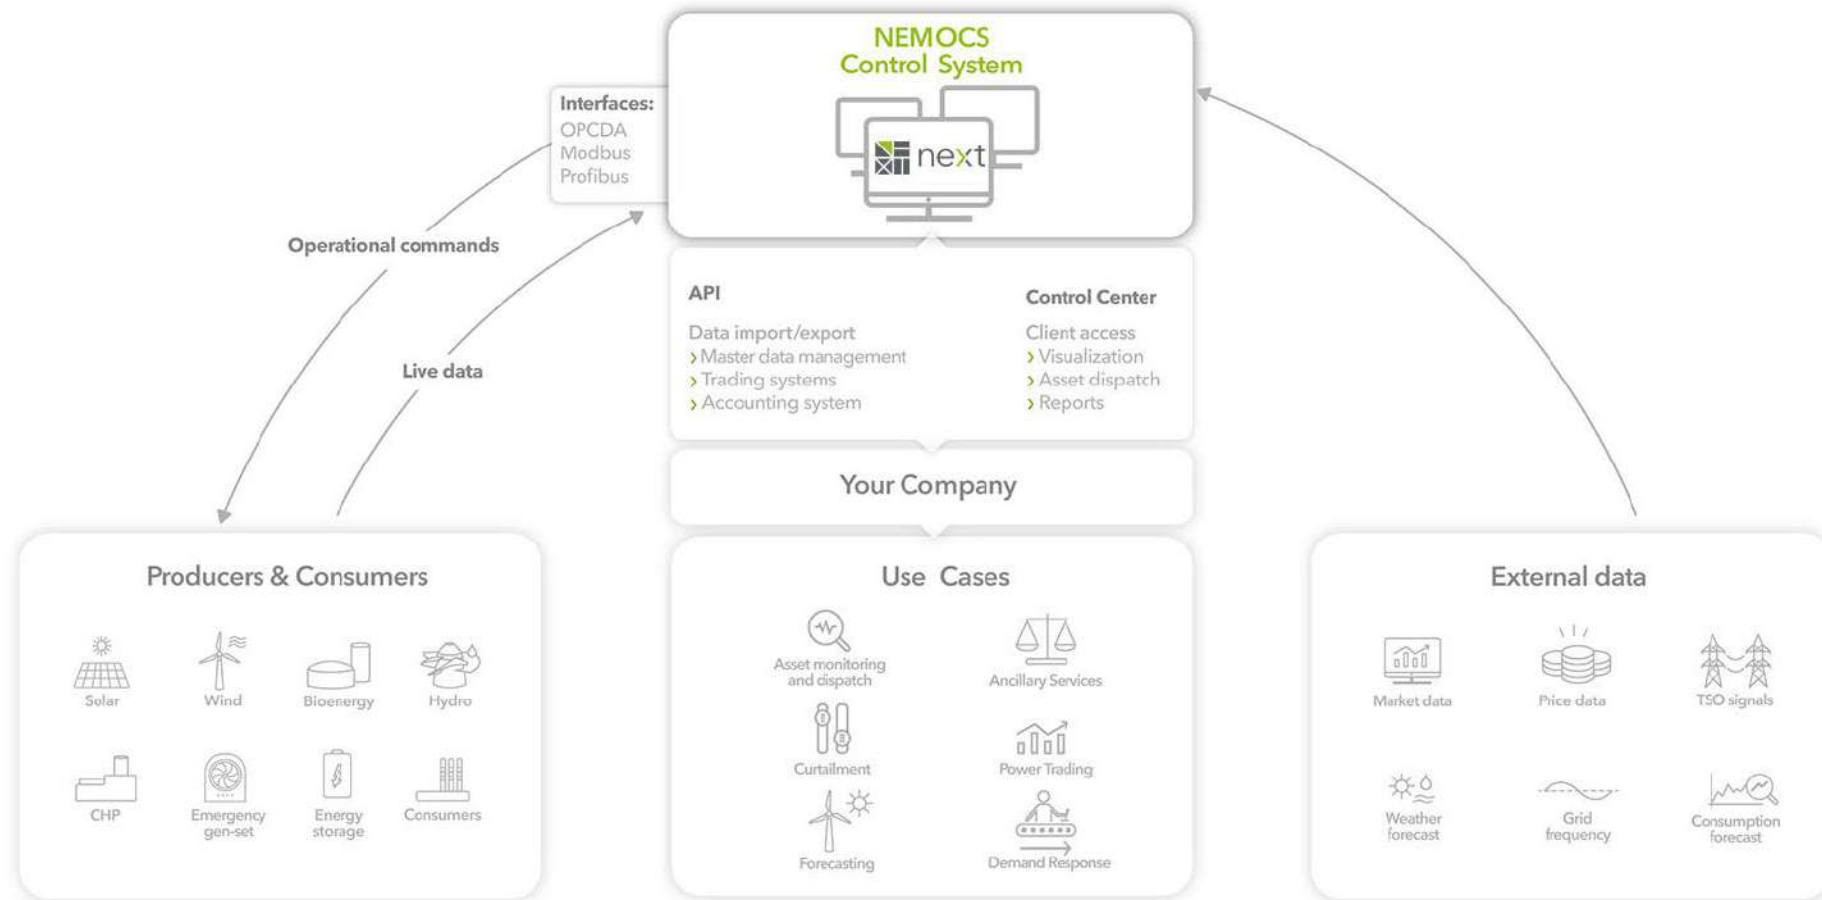 NEMOCS
Control System
next
Interfaces:
OPCDA
Modbus
Profibus
Operational commands
Live data
API
Data import/export
Master data management
Trading systems
Accounting system
Control Center
Client access
Visualization
Asset dispatch
Reports
Your Company
Producers & Consumers
Solar
Wind
Bioenergy
Hydro
CHP
Emergency
gen-set
Energy
storage
Consumers
Use Cases
Asset monitoring
and dispatch
Ancillary Services
Curtailment
Power Trading
Forecasting
Demand Response
External data
Market data
Price data
TSO signals
Weather
forecast
Grid
frequency
Consumption
forecast